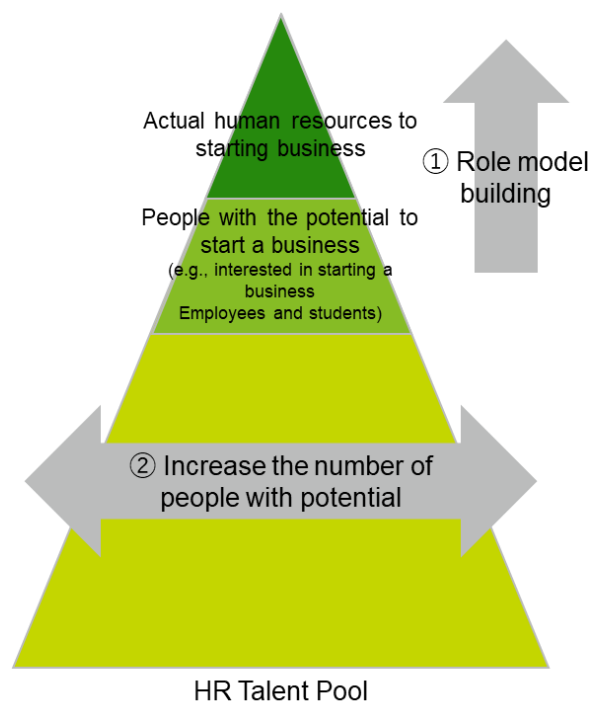 Actual human resources to
starting business
① Role model
building
People with the potential to
start a business
(e.g., interested in starting a
business
Employees and students)
② Increase the number of
people with potential
HR Talent Pool